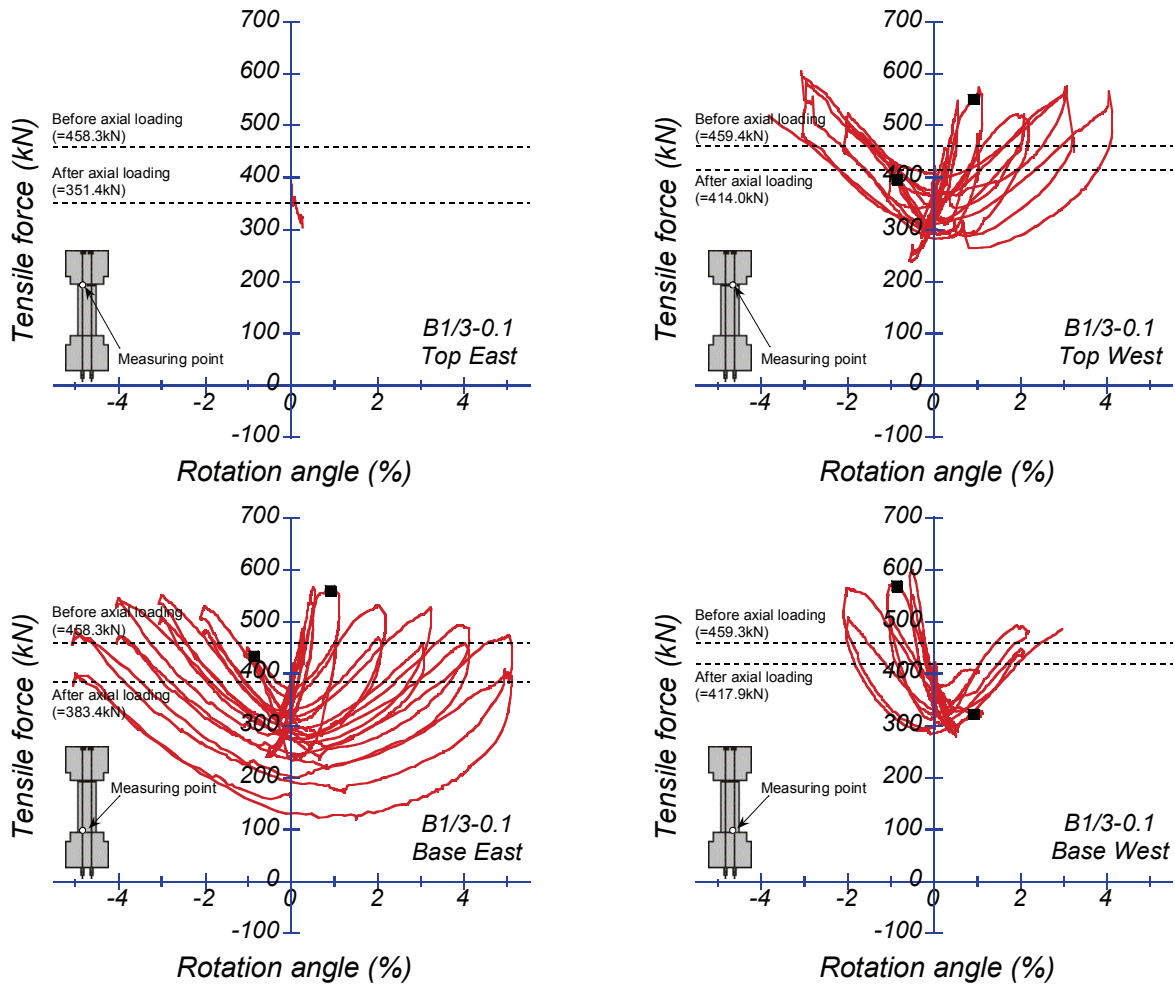 700
600
500
400
300
200
100
0
-100
Tensile force (kN)
Before axial loading
(=458.3kN)
After axial loading
(=351.4kN)
Measuring point
B1/3-0.1
Top East
-4 -2 0 2 4
Rotation angle (%)
700
600
500
400
300
200
100
0
-100
Tensile force (kN)
Before axial loading
(=459.4kN)
After axial loading
(=414.0kN)
Measuring point
B1/3-0.1
Top West
-4 -2 0 2 4
Rotation angle (%)
700
600
500
400
300
200
100
0
-100
Tensile force (kN)
Before axial loading
(=458.3kN)
After axial loading
(=383.4kN)
Measuring point
B1/3-0.1
Base East
-4 -2 0 2 4
Rotation angle (%)
700
600
500
400
300
200
100
0
-100
Tensile force (kN)
Before axial loading
(=459.3kN)
After axial loading
(=417.9kN)
Measuring point
B1/3-0.1
Base West
-4 -2 0 2 4
Rotation angle (%)